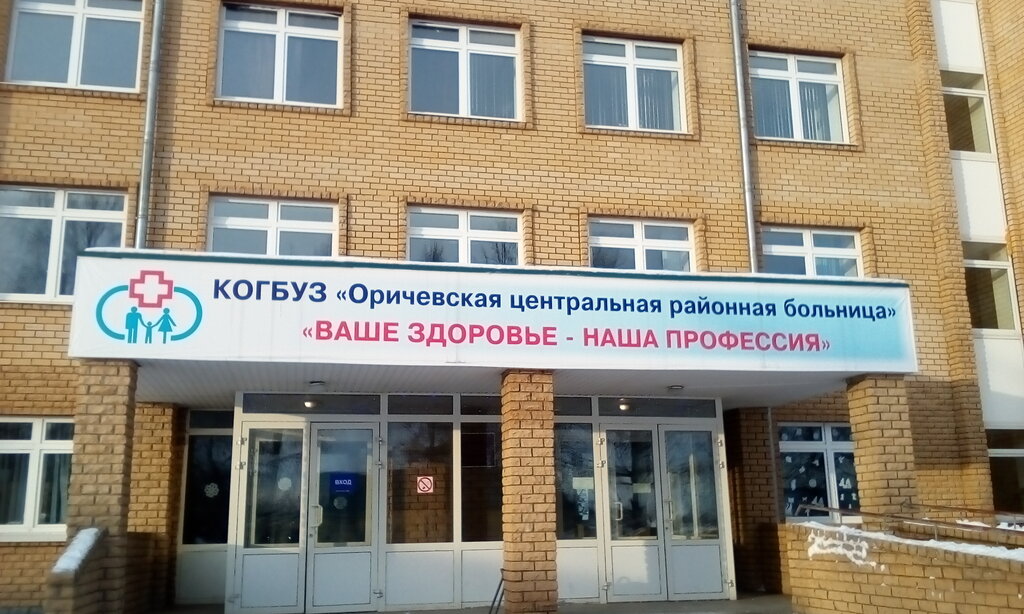 КОГБУЗ «Оричевская центральная районная больница»
«ВАШЕ ЗДОРОВЬЕ - НАША ПРОФЕССИЯ»
ВХОД